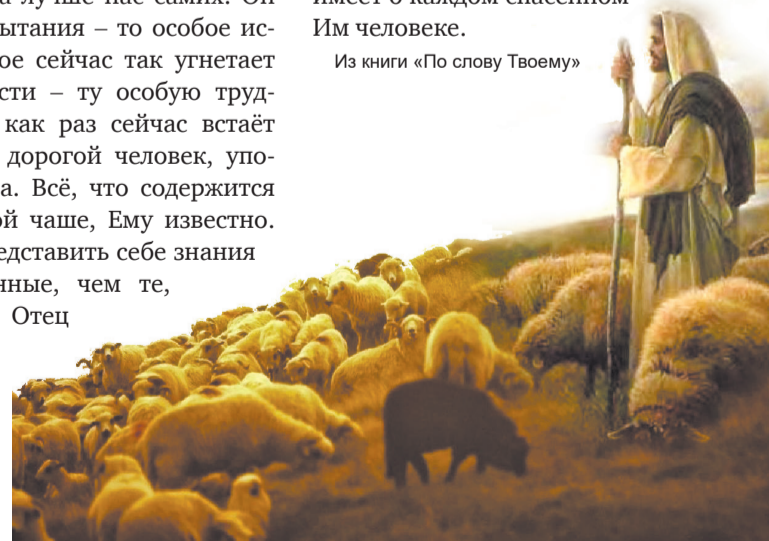 лучше нас самих. Он
ытания – то особое ис-
ое сейчас так угнетает
сти – ту особую труд-
как раз сейчас встаёт
дорогой человек, упо-
а. Всё, что содержится
ой чаше, Ему известно.
едставить себе знания
нные, чем те,
Отец
имеет о каждом спасённом
Им человеке.
Из книги «По слову Твоему»